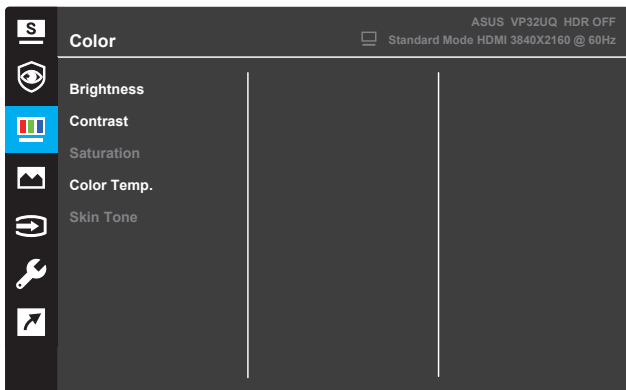 S
ASUS VP32UQ HDR OFF
Color
Standard Mode HDMI 3840X2160 @ 60Hz
Brightness
Contrast
Saturation
Color Temp.
Skin Tone